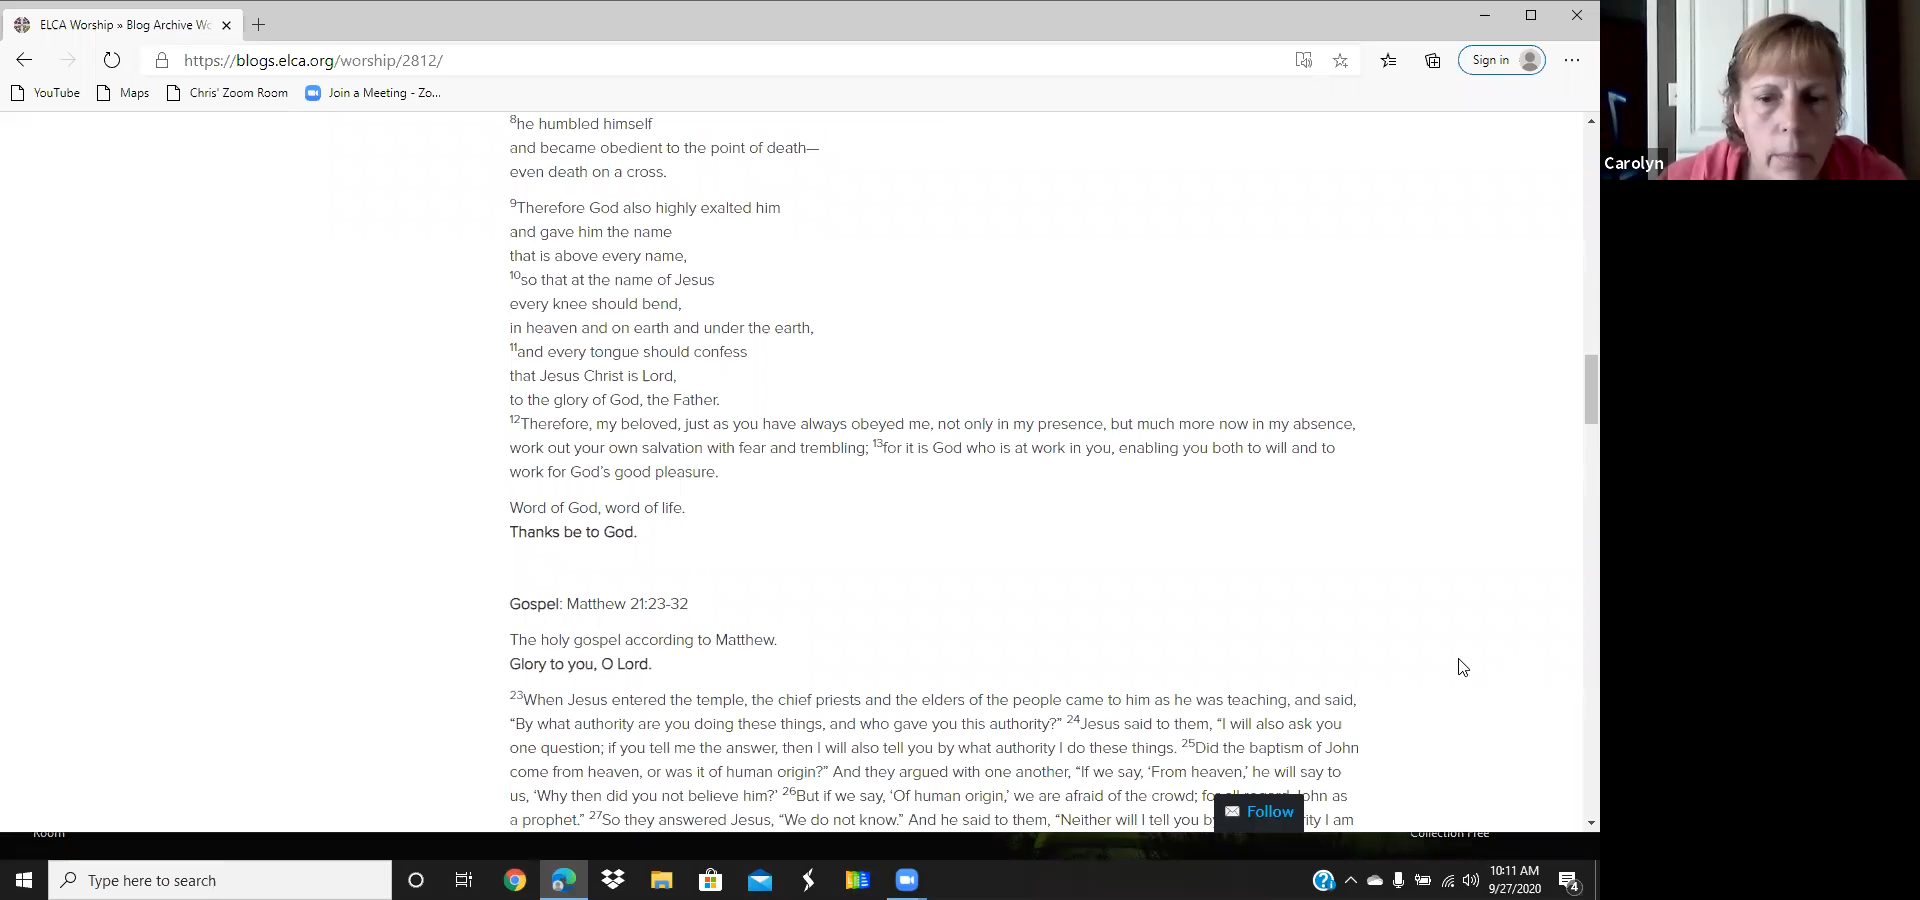 ELCA Worship » Blog Archive Wo
https://blogs.elca.org/worship/2812/
Sign in
YouTube
Maps
Chris' Zoom Room
Join a Meeting - Zo...
Carolyn
8he humbled himself
and became obedient to the point of death—
even death on a cross.
9Therefore God also highly exalted him
and gave him the name
that is above every name,
10so that at the name of Jesus
every knee should bend,
in heaven and on earth and under the earth,
11and every tongue should confess
that Jesus Christ is Lord,
to the glory of God, the Father.
12Therefore, my beloved, just as you have always obeyed me, not only in my presence, but much more now in my absence,
work out your own salvation with fear and trembling; 13for it is God who is at work in you, enabling you both to will and to
work for God’s good pleasure.
Word of God, word of life.
Thanks be to God.
Gospel: Matthew 21:23-32
The holy gospel according to Matthew.
Glory to you, O Lord.
23When Jesus entered the temple, the chief priests and the elders of the people came to him as he was teaching, and said,
“By what authority are you doing these things, and who gave you this authority?” 24Jesus said to them, “I will also ask you
one question; if you tell me the answer, then I will also tell you by what authority I do these things. 25Did the baptism of John
come from heaven, or was it of human origin?” And they argued with one another, “If we say, ‘From heaven,’ he will say to
us, ‘Why then did you not believe him?’ 26But if we say, ‘Of human origin,’ we are afraid of the crowd; for all regard John as
a prophet.” 27So they answered Jesus, “We do not know.” And he said to them, “Neither will I tell you by
I am
Follow
Room
Collection Free
Type here to search
10:11 AM
9/27/2020
4